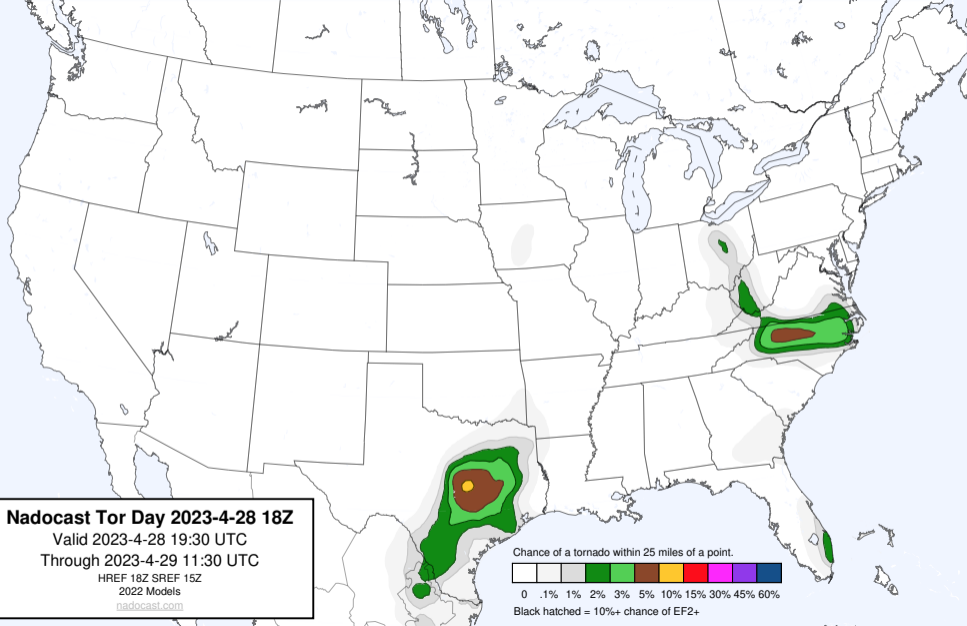 Nadocast Tor Day 2023-4-28 18Z
Valid 2023-4-28 19:30 UTC
Through 2023-4-29 11:30 UTC
HREF 18Z SREF 15Z
2022 Models
nadocast.com
Chance of a tornado within 25 miles of a point.
0 .1% 1% 2% 3% 5% 10% 15% 30% 45% 60%
Black hatched = 10%+ chance of EF2+